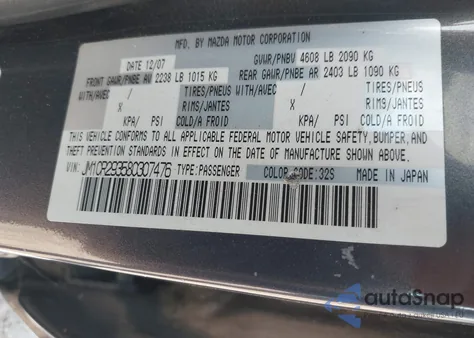 MFD. BY MAZDA MOTOR CORPORATION
DATE 12/07 GVWR/PNBV 4608 LB 2090 KG
FRONT GAWR/PNBE AV 2238 LB 1015 KG REAR GAWR/PNBE AR 2403 LB 1090 KG
WITH/AVEC / TIRES/PNEUS WITH/AVEC / TIRES/PNEUS
X RIMS/JANTES X RIMS/JANTES
KPA/ PSI COLD/A FROID KPA/ PSI COLD/A FROID
THIS VEHICLE CONFORMS TO ALL APPLICABLE FEDERAL MOTOR VEHICLE SAFETY, BUMPER, AND
THEFT PREVENTION STANDARDS IN EFFECT ON THE DATE OF MANUFACTURE SHOWN ABOVE.
VIN: JM1CR293580307476 TYPE:PASSENGER COLOR CODE:32S MADE IN JAPAN
autoSnap